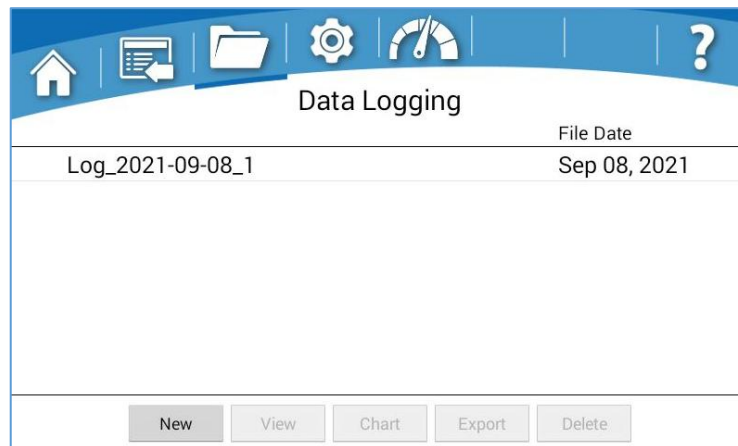 ?
Data Logging
File Date
Log_2021-09-08_1 Sep 08, 2021
New View Chart Export Delete